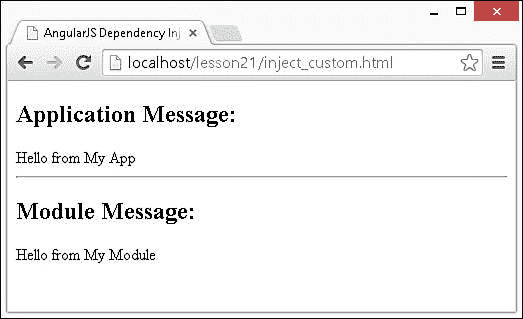 AngularJS Dependency Inj
localhost/lesson21/inject_custom.html
Application Message:
Hello from My App
Module Message:
Hello from My Module